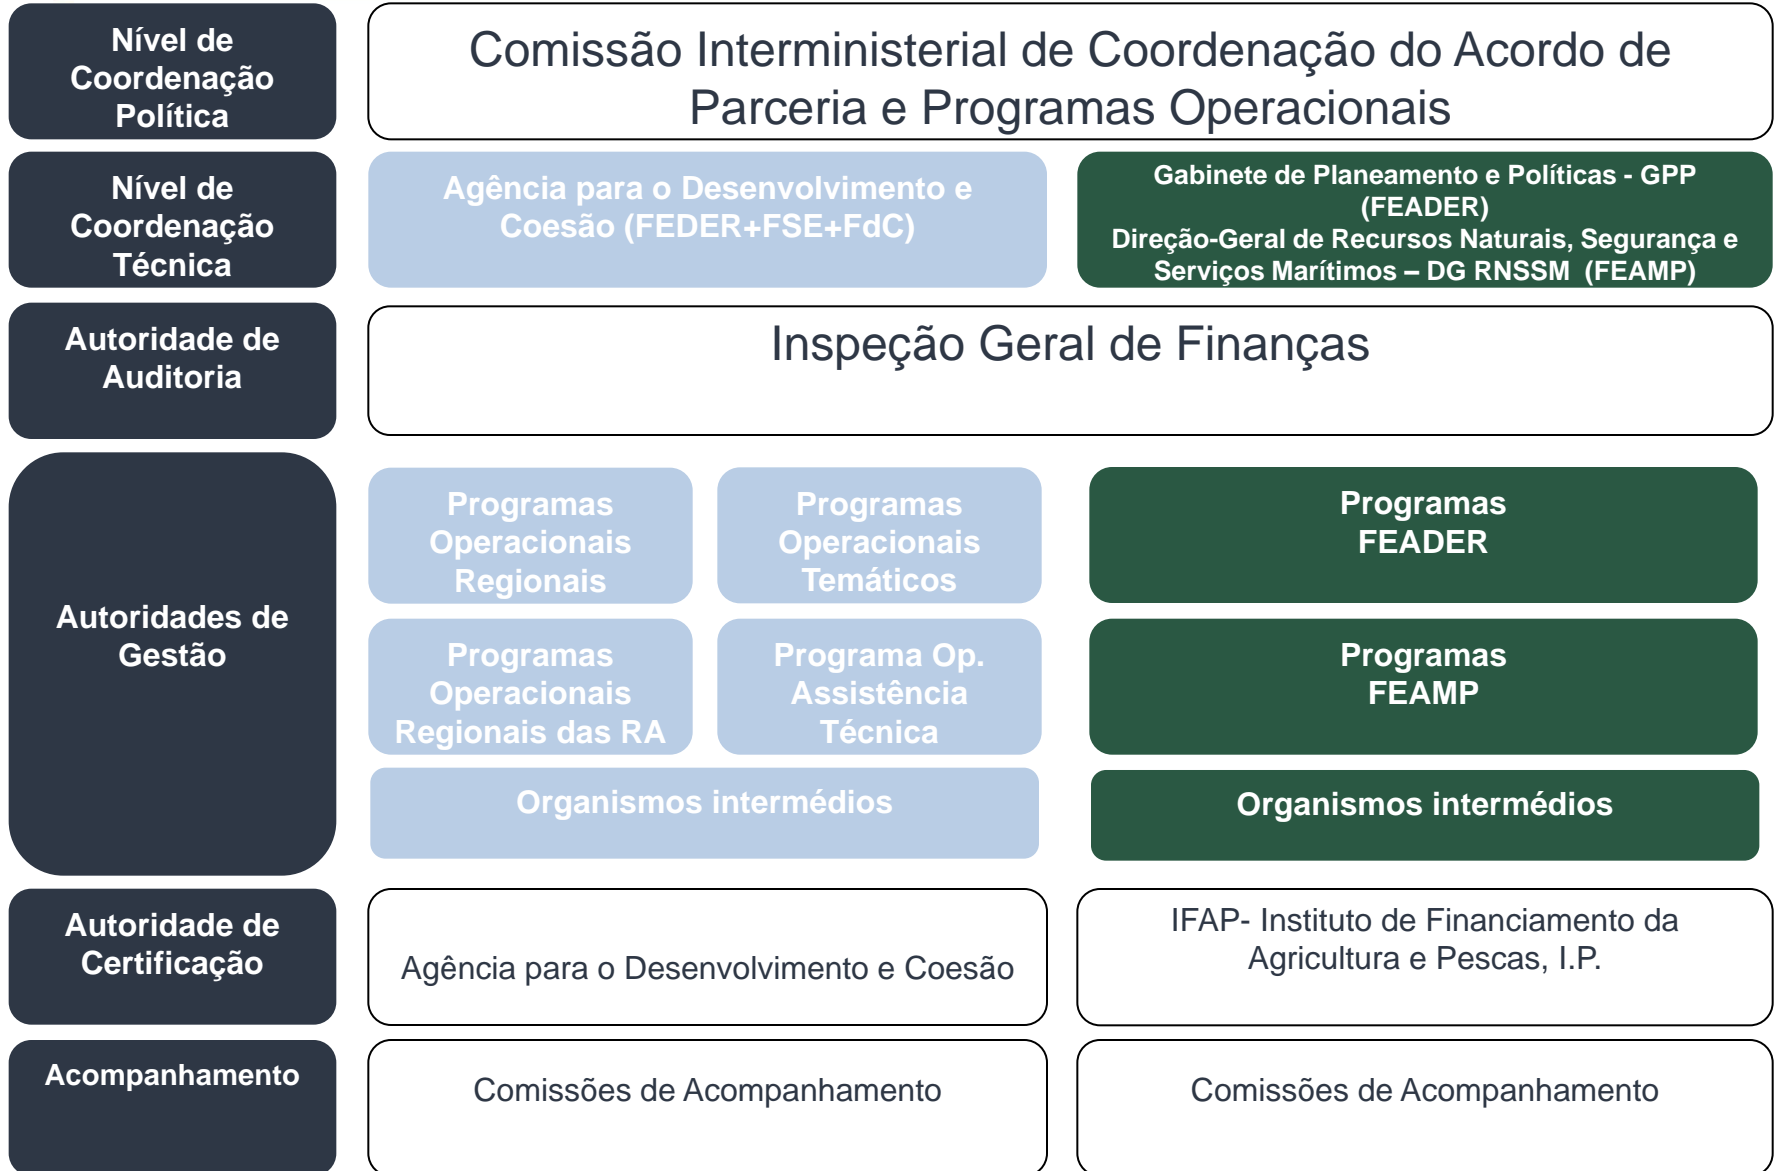 Nível de
Coordenação
Política
Comissão Interministerial de Coordenação do Acordo de
Parceria e Programas Operacionais
Nível de
Coordenação
Técnica
Agência para o Desenvolvimento e
Coesão (FEDER+FSE+FdC)
Gabinete de Planeamento e Políticas - GPP
(FEADER)
Direção-Geral de Recursos Naturais, Segurança e
Serviços Marítimos – DG RNSSM (FEAMP)
Autoridade de
Auditoria
Inspeção Geral de Finanças
Autoridades de
Gestão
Programas
Operacionais
Regionais
Programas
Operacionais
Temáticos
Programas
FEADER
Programas
Operacionais
Regionais das RA
Programa Op.
Assistência
Técnica
Programas
FEAMP
Organismos intermédios
Organismos intermédios
Autoridade de
Certificação
Agência para o Desenvolvimento e Coesão
IFAP- Instituto de Financiamento da
Agricultura e Pescas, I.P.
Acompanhamento
Comissões de Acompanhamento
Comissões de Acompanhamento